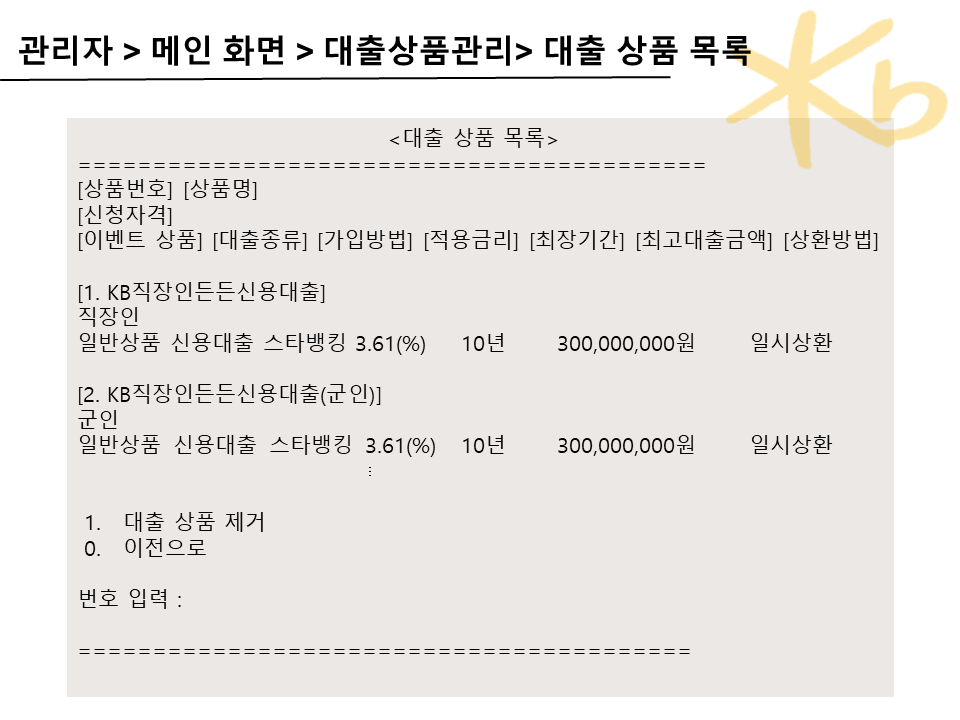 관리자 > 메인 화면 > 대출상품관리> 대출 상품 목록
Kb
<대출 상품 목록>
==========================================
[상품번호] [상품명]
[신청자격]
[이벤트 상품] [대출종류] [가입방법] [적용금리] [최장기간] [최고대출금액] [상환방법]
[1. KB직장인든든신용대출]
직장인
일반상품 신용대출 스타뱅킹 3.61(%) 10년 300,000,000원 일시상환
[2. KB직장인든든신용대출(군인)]
군인
일반상품 신용대출 스타뱅킹 3.61(%) 10년 300,000,000원 일시상환
⋮
1. 대출 상품 제거
0. 이전으로
번호 입력 :
=========================================